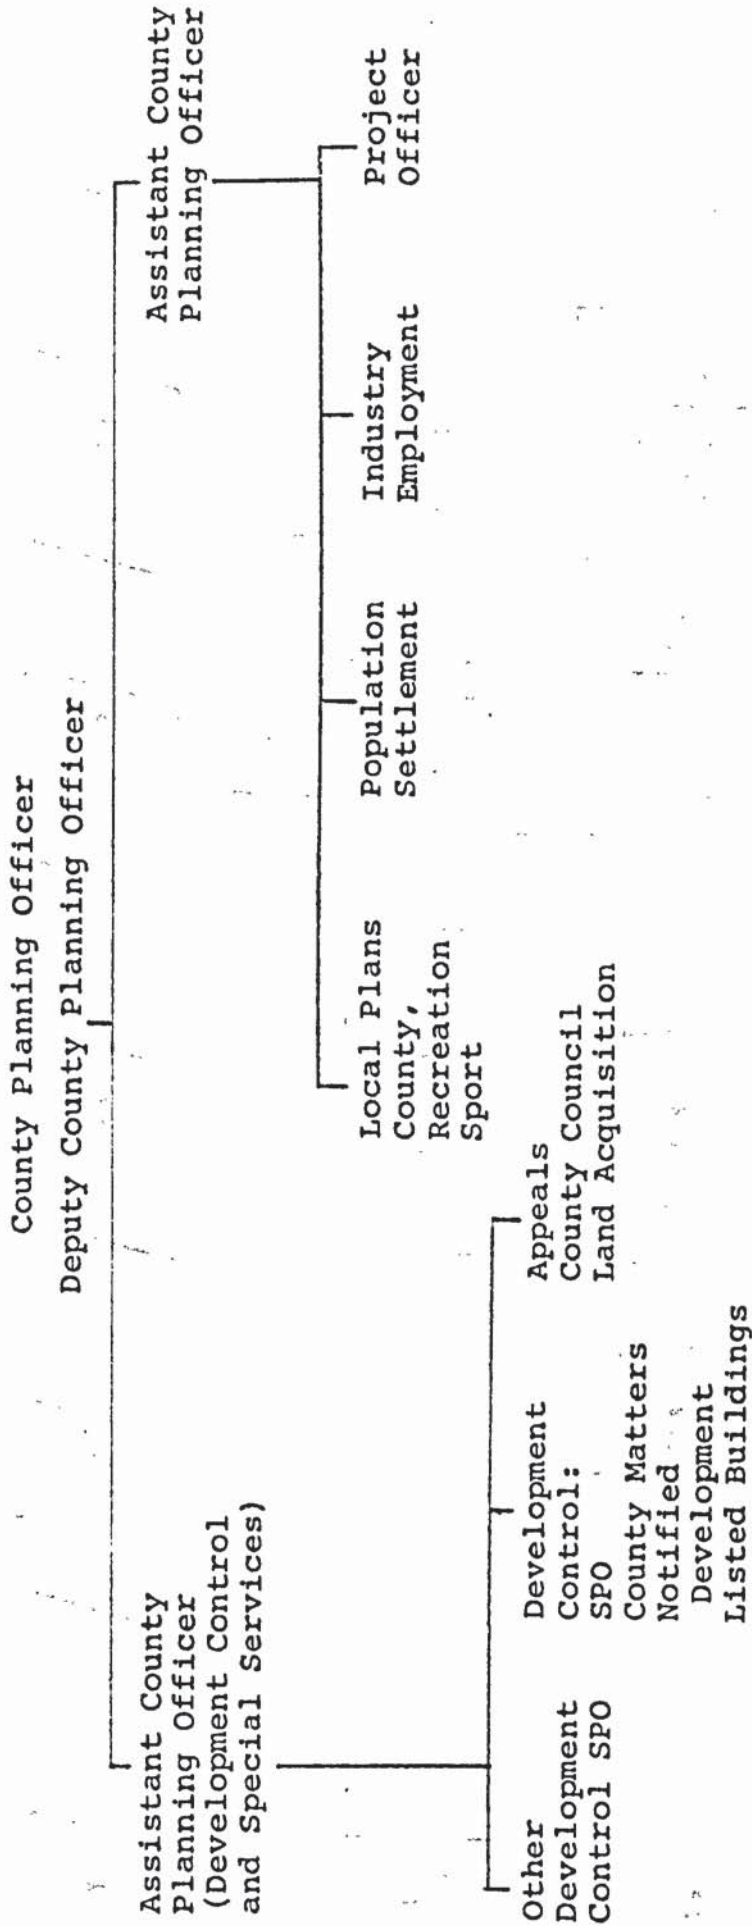 County Planning Officer
Deputy County Planning Officer
Assistant County
Planning Officer
(Development Control
and Special Services)
Assistant County
Planning Officer
Other
Development
Control SPO
Development
Control:
SPO
County Matters
Notified
Development
Listed Buildings
Appeals
County Council
Land Acquisition
Local Plans
County,
Recreation
Sport
Population
Settlement
Industry
Employment
Project
Officer